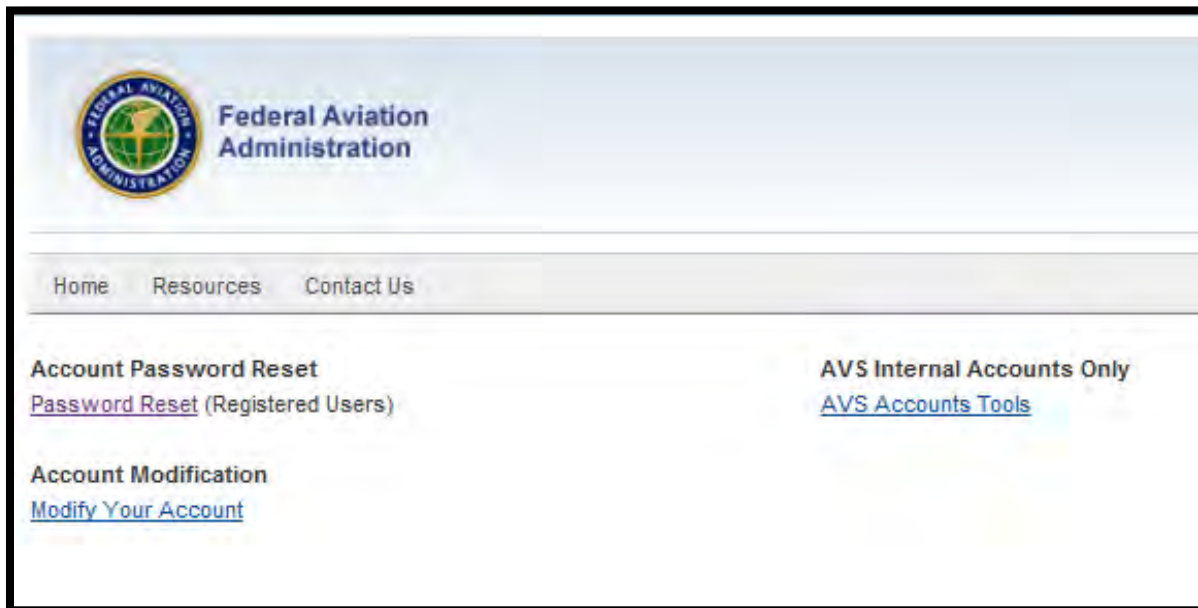 FEDERAL AVIATION ADMINISTRATION
Federal Aviation
Administration
Home Resources Contact Us
Account Password Reset
Password Reset (Registered Users)
Account Modification
Modify Your Account
AVS Internal Accounts Only
AVS Accounts Tools